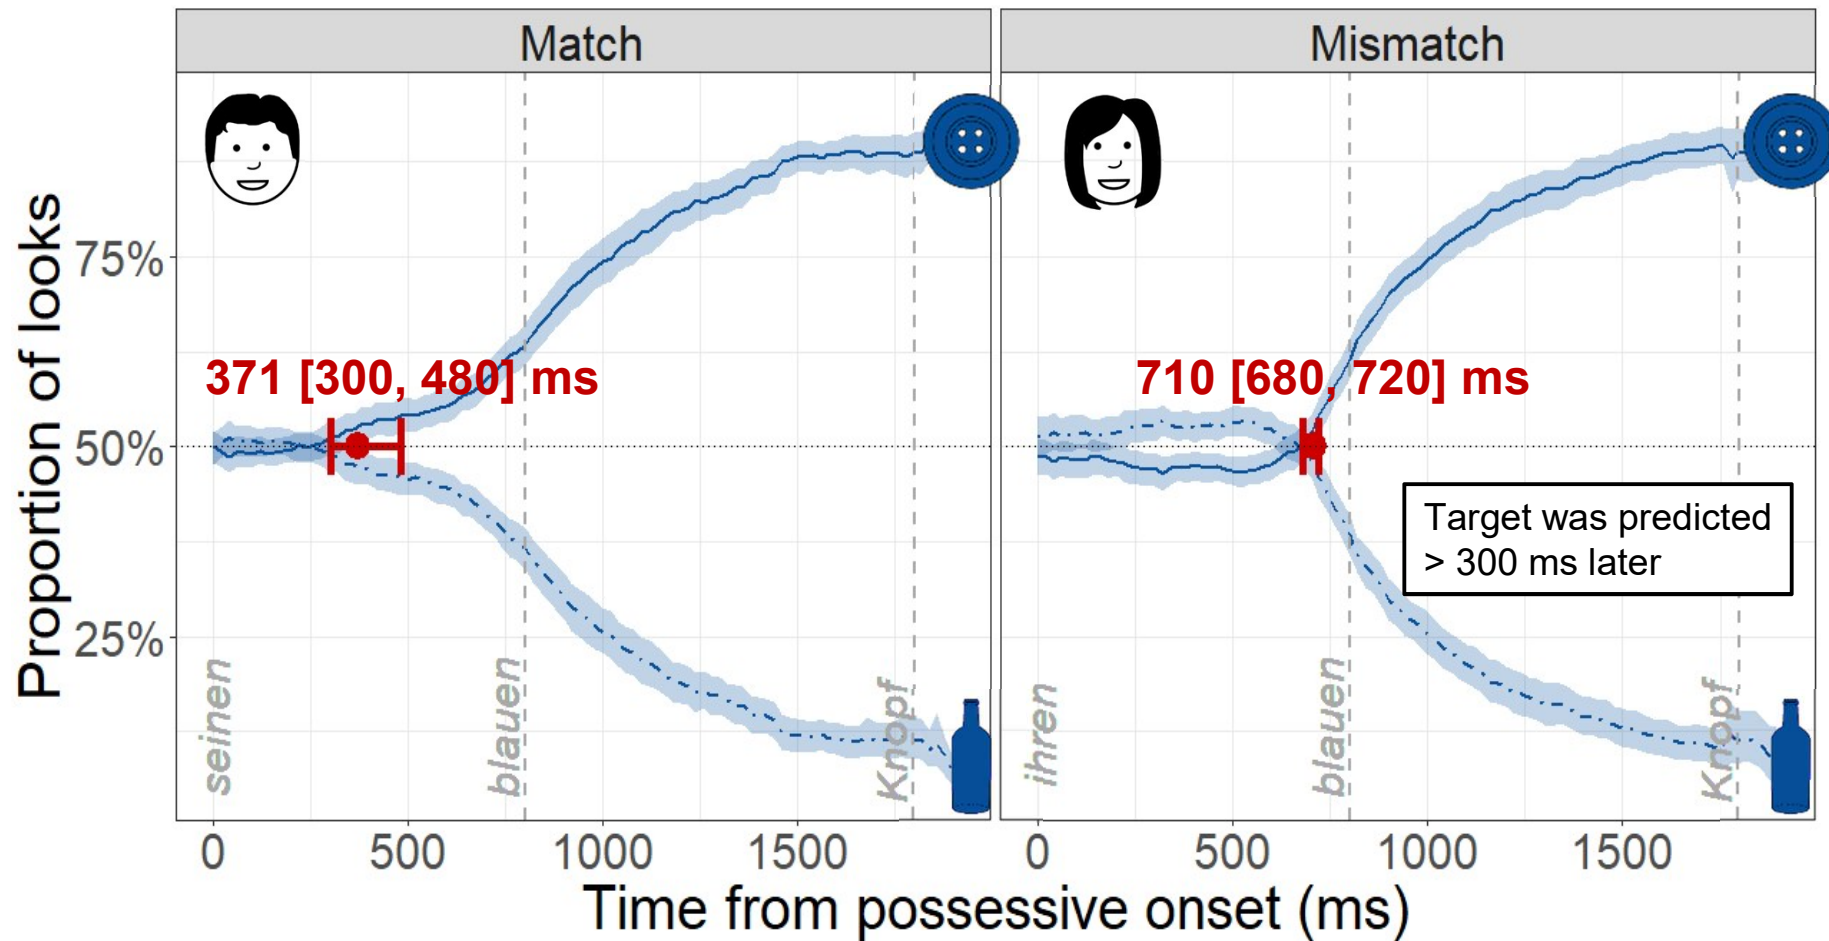 Match
Mismatch
Proportion of looks
75%
50%
25%
371 [300, 480] ms
710 [680, 720] ms
Target was predicted
> 300 ms later
seinen
blauen
Knopf
ihren
blauen
Knopf
0
500
1000
1500
0
500
1000
1500
Time from possessive onset (ms)